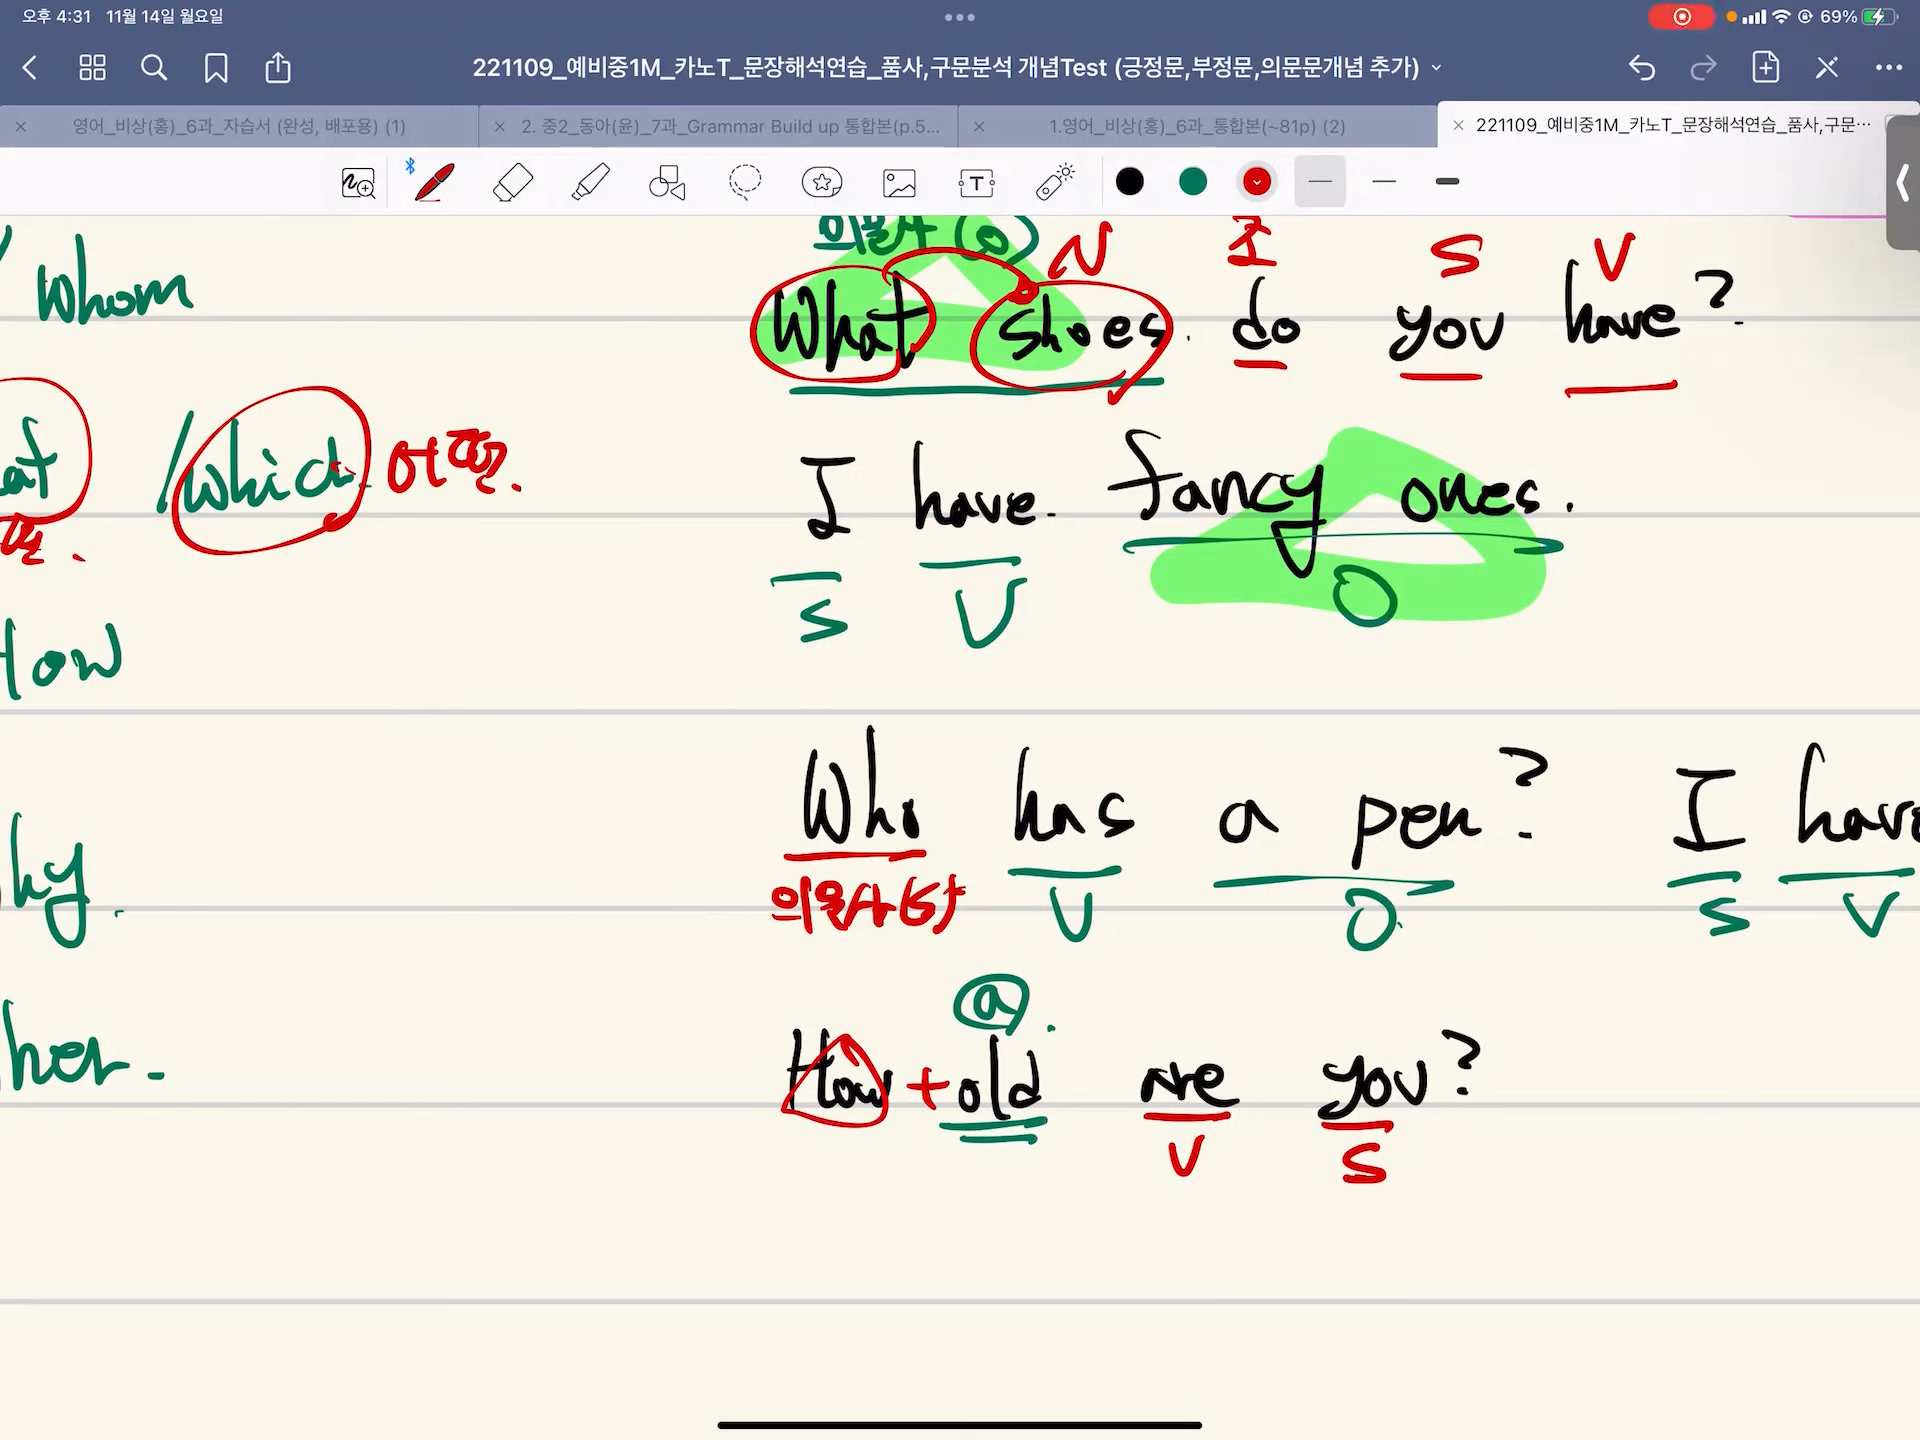 오후 4:31 11월 14일 월요일
69%
221109_예비중1M_카노T_문장해석연습_품사,구문분석 개념Test (긍정문,부정문,의문문개념 추가)
영어_비상(홍)_6과_자습서 (완성, 배포용) (1)
2. 중2_동아(윤)_7과_Grammar Build up 통합본(p.5...
1.영어_비상(홍)_6과_통합본(~81p) (2)
221109_예비중1M_카노T_문장해석연습_품사,구문…
의문사 (O) N 조 S V
/ Whom
What shoes. do you have?
at / Which. 어떤.
I have. fancy ones.
S V O
How
Who has a pen? I have
hy.
의문사(S) V O. S V
ⓐ.
her.
How + old are you?
V S